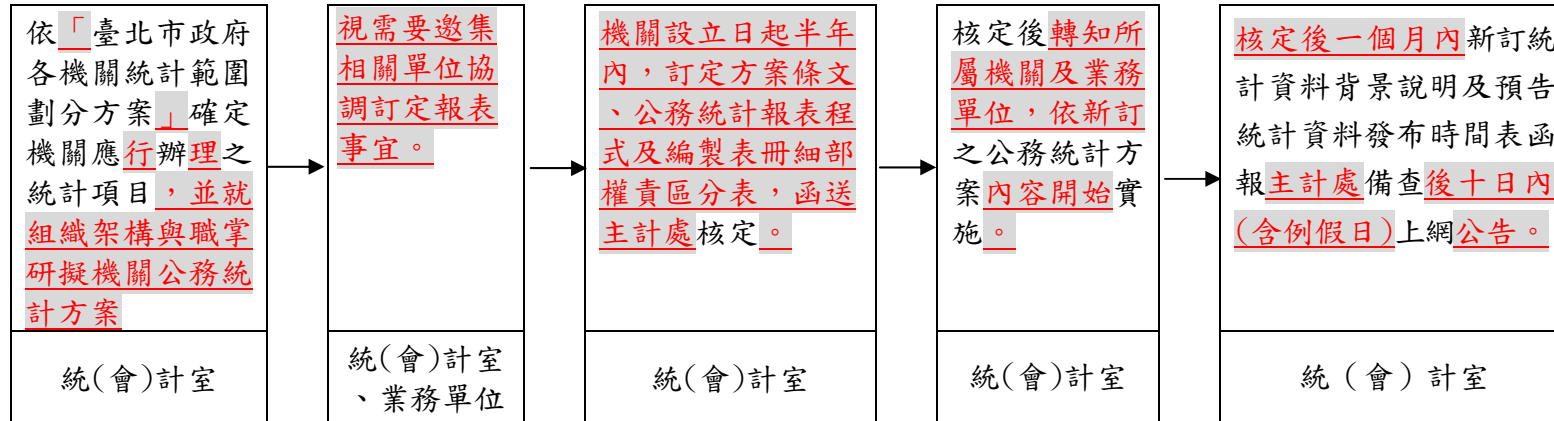 依「臺北市政府
各機關統計範圍
劃分方案」確定
機關應行辦理之
統計項目，並就
組織架構與職掌
研擬機關公務統
計方案
統(會)計室
視需要邀集
相關單位協
調訂定報表
事宜。
統(會)計室
、業務單位
機關設立日起半年
內，訂定方案條文
、公務統計報表程
式及編製表冊細部
權責區分表，函送
主計處核定。
統(會)計室
核定後轉知所
屬機關及業務
單位，依新訂
之公務統計方
案內容開始實
施。
統(會)計室
核定後一個月內新訂統
計資料背景說明及預告
統計資料發布時間表函
報主計處備查後十日內
(含例假日)上網公告。
統（會）計室